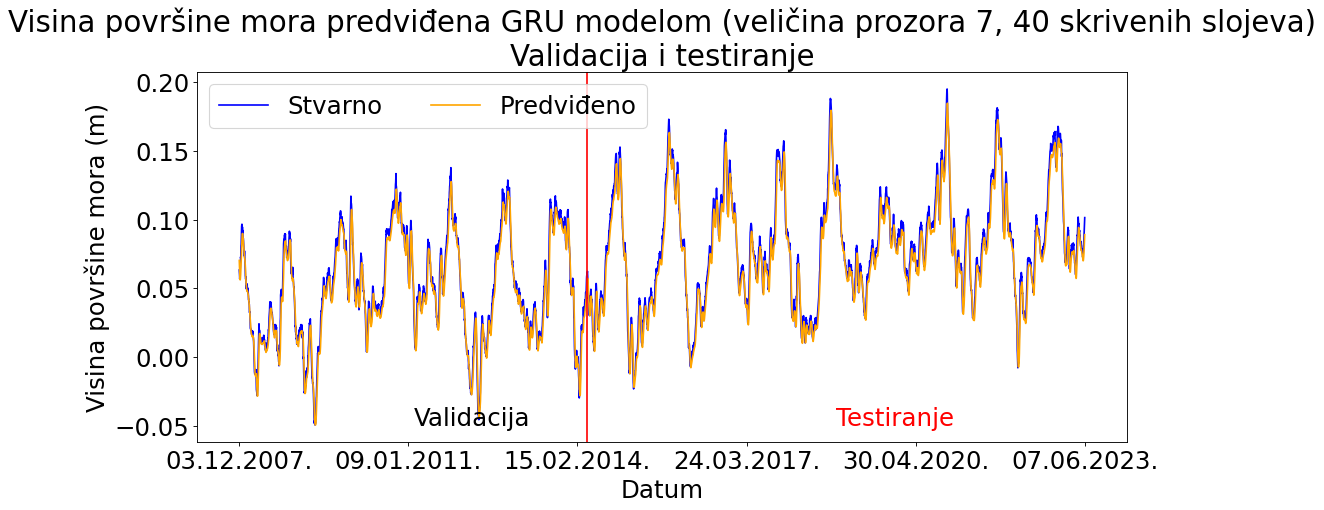 Visina površine mora predviđena GRU modelom (veličina prozora 7, 40 skrivenih slojeva)
Validacija i testiranje
Stvarno
Predviđeno
Visina površine mora (m)
0.20
0.15
0.10
0.05
0.00
−0.05
Validacija
Testiranje
03.12.2007.
09.01.2011.
15.02.2014.
24.03.2017.
30.04.2020.
07.06.2023.
Datum